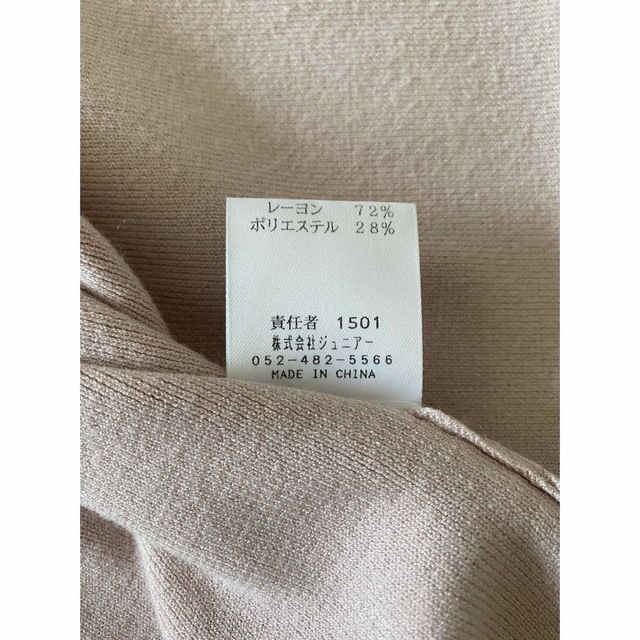 レーヨン 72%
ポリエステル 28%
責任者 1501
株式会社ジュニアー
052-482-5566
MADE IN CHINA